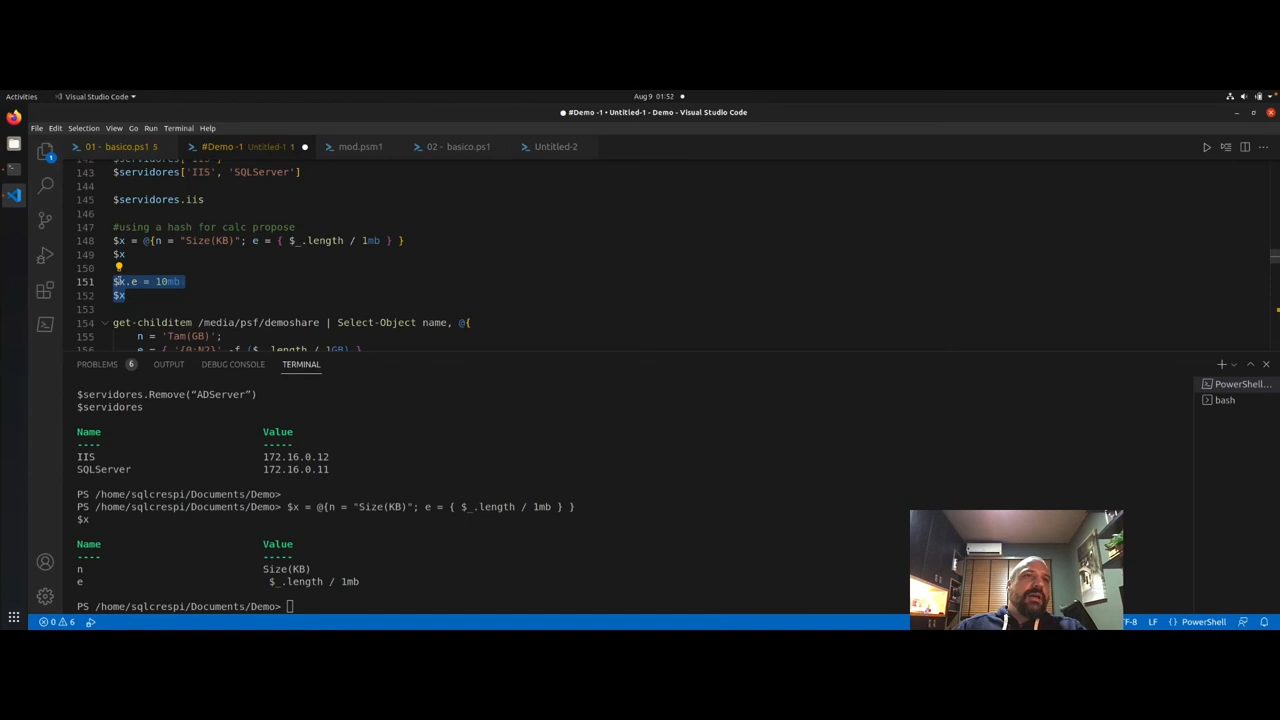 Activities
Visual Studio Code
Aug 9 01:52
#Demo -1 • Untitled-1 - Demo - Visual Studio Code
File Edit Selection View Go Run Terminal Help
01 - basico.ps1 5
#Demo -1 Untitled-1 1
mod.psm1
02 - basico.ps1
Untitled-2
142
143 $servidores['IIS', 'SQLServer']
144
145 $servidores.iis
146
147 #using a hash for calc propose
148 $x = @{n = "Size(KB)"; e = { $_.length / 1mb } }
149 $x
150
151 $x.e = 10mb
152 $x
153
154 get-childitem /media/psf/demoshare | Select-Object name, @{
155 n = 'Tam(GB)';
156 e = { '{0:N2}' -f ($_.length / 1GB) }
PROBLEMS 6 OUTPUT DEBUG CONSOLE TERMINAL
PowerShell...
bash
$servidores.Remove(“ADServer”)
$servidores
Name Value
---- -----
IIS 172.16.0.12
SQLServer 172.16.0.11
PS /home/sqlcrespi/Documents/Demo>
PS /home/sqlcrespi/Documents/Demo> $x = @{n = "Size(KB)"; e = { $_.length / 1mb } }
$x
Name Value
---- -----
n Size(KB)
e $_.length / 1mb
PS /home/sqlcrespi/Documents/Demo>
1
0 6
TF-8 LF {} PowerShell